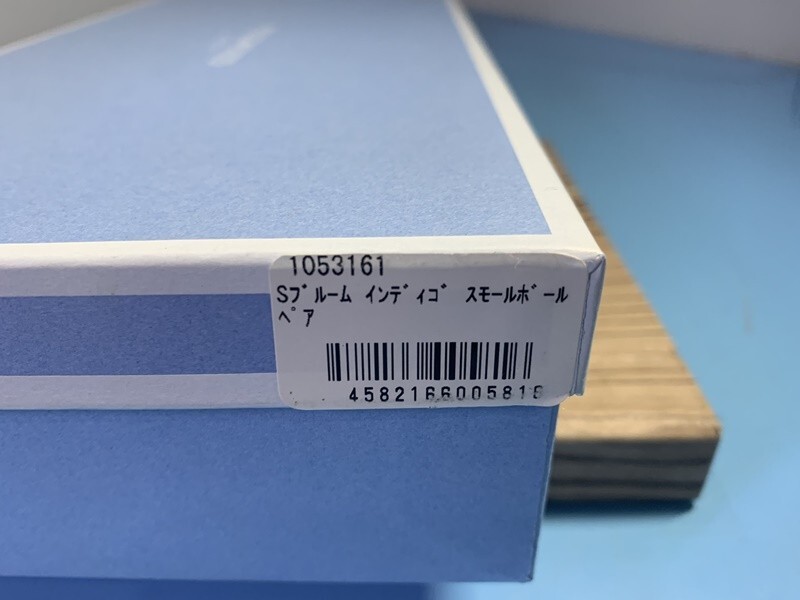 1053161
Sﾌﾞﾙｰﾑ ｲﾝﾃﾞｨｺﾞ ｽﾓｰﾙﾎﾞｰﾙ
ﾍﾟｱ
4582166005816